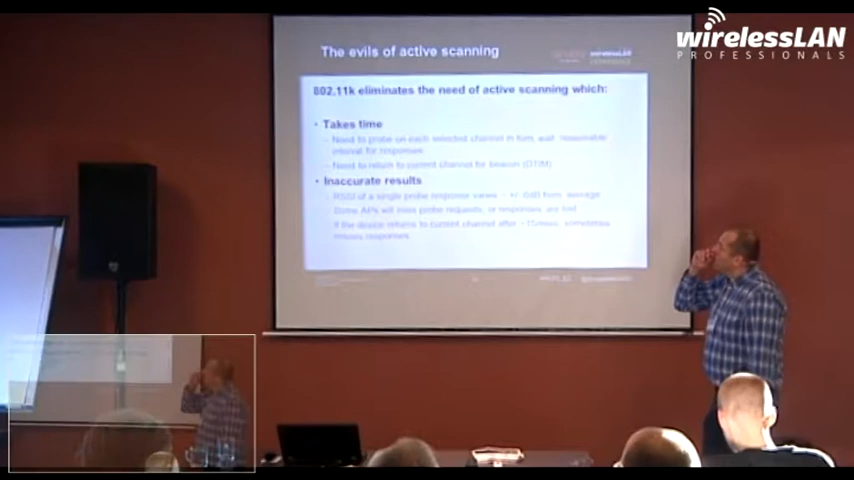 wirelessLAN
PROFESSIONALS
The evils of active scanning
802.11k eliminates the need of active scanning which:
• Takes time
– Need to probe on each selected channel in turn, wait reasonable
interval for responses
– Need to return to current channel for beacon (DTIM)
• Inaccurate results
– RSSI of a single probe response varies ~ +/- 6dB from average
– Some APs will miss probe requests, or responses are lost
– If the device returns to current channel after ~15msec, sometimes
misses responses